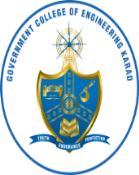 GOVERNMENT COLLEGE OF ENGINEERING KARAD
TRUTH
ENDURANCE
PERFECTION